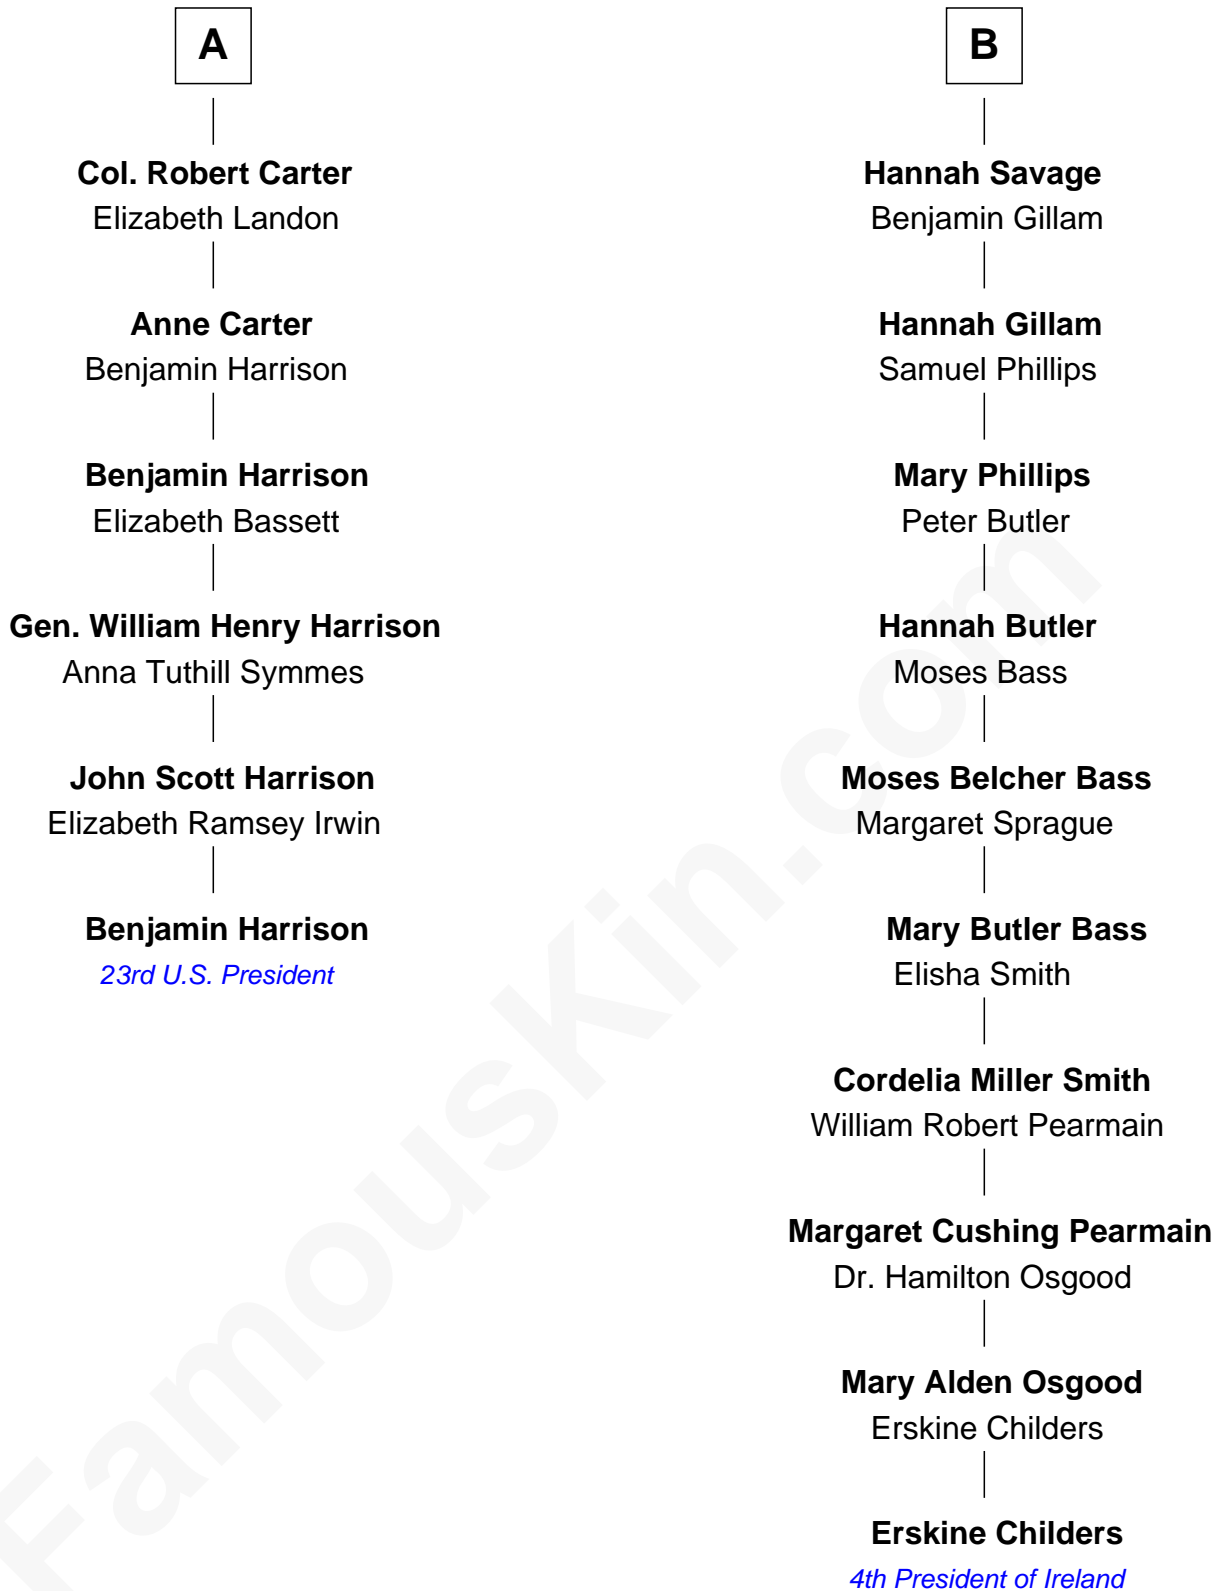 A
Col. Robert Carter
Elizabeth Landon
Anne Carter
Benjamin Harrison
Benjamin Harrison
Elizabeth Bassett
Gen. William Henry Harrison
Anna Tuthill Symmes
John Scott Harrison
Elizabeth Ramsey Irwin
Benjamin Harrison
23rd U.S. President
B
Hannah Savage
Benjamin Gillam
Hannah Gillam
Samuel Phillips
Mary Phillips
Peter Butler
Hannah Butler
Moses Bass
Moses Belcher Bass
Margaret Sprague
Mary Butler Bass
Elisha Smith
Cordelia Miller Smith
William Robert Pearmain
Margaret Cushing Pearmain
Dr. Hamilton Osgood
Mary Alden Osgood
Erskine Childers
Erskine Childers
4th President of Ireland
FamousKin.com